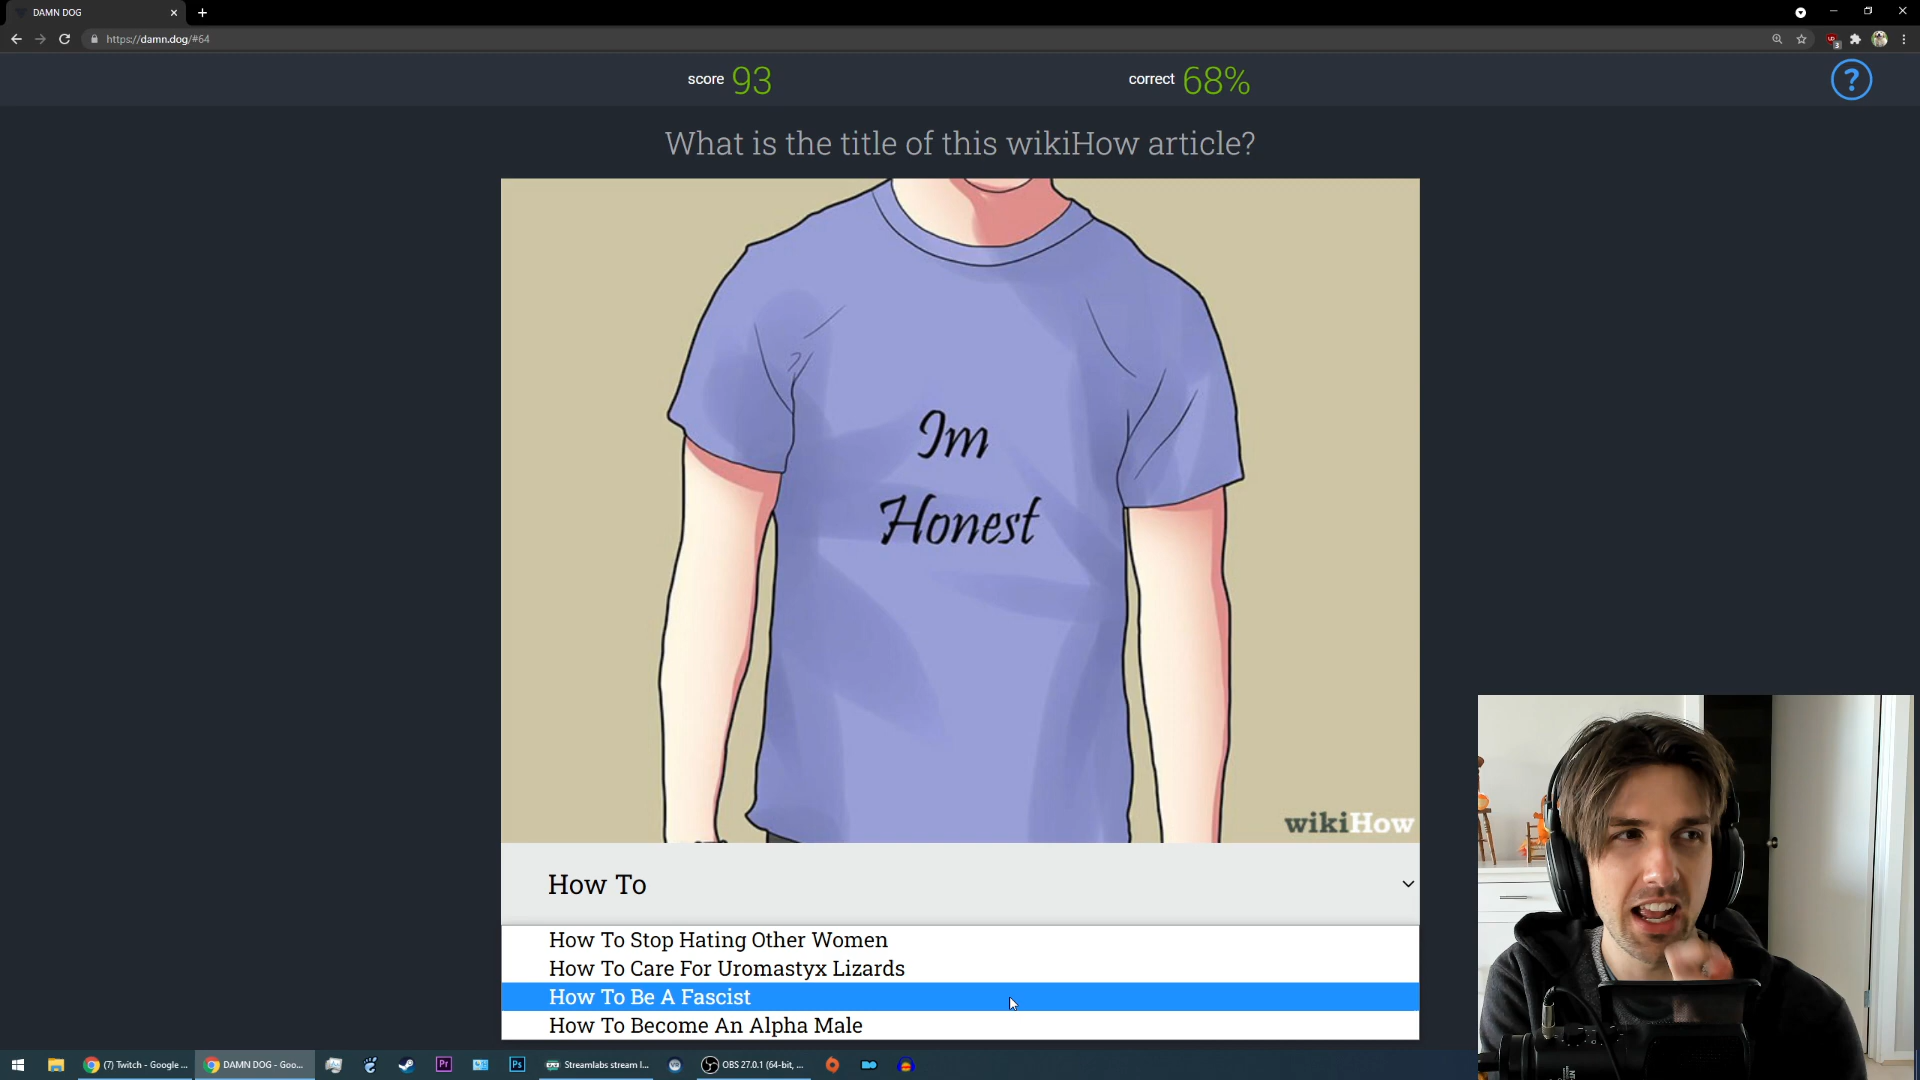 DAMN DOG
https://damn.dog/#64
score 93
correct 68%
?
What is the title of this wikiHow article?
Im
Honest
wikiHow
How To
How To Stop Hating Other Women
How To Care For Uromastyx Lizards
How To Be A Fascist
How To Become An Alpha Male
(7) Twitch - Google ...
DAMN DOG - Goo...
Pr
Ps
Streamlabs stream l...
OBS 27.0.1 (64-bit, ...